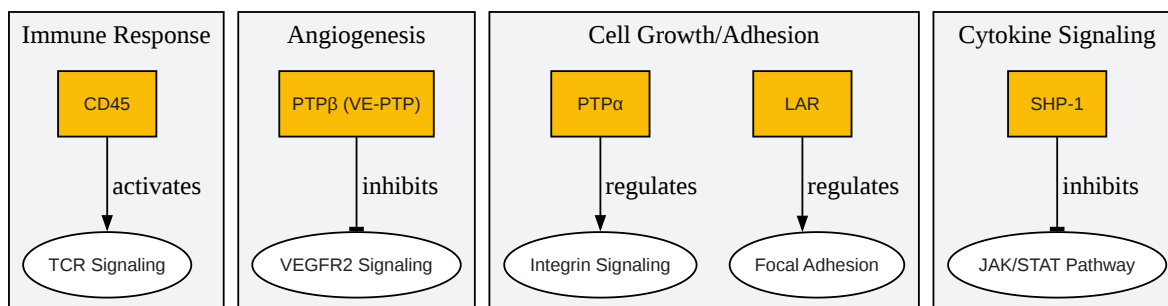 Immune Response
Angiogenesis
Cell Growth/Adhesion
Cytokine Signaling
CD45
PTPβ (VE-PTP)
PTPα
LAR
SHP-1
activates
inhibits
regulates
regulates
inhibits
TCR Signaling
VEGFR2 Signaling
Integrin Signaling
Focal Adhesion
JAK/STAT Pathway